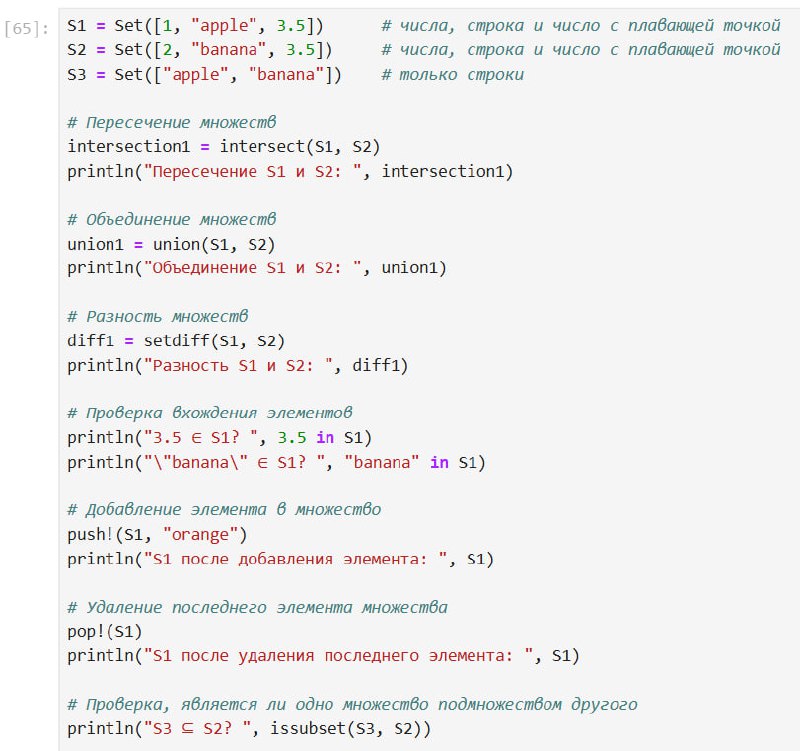 [65]: S1 = Set([1, "apple", 3.5])      # числа, строка и число с плавающей точкой
S2 = Set([2, "banana", 3.5])     # числа, строка и число с плавающей точкой
S3 = Set(["apple", "banana"])    # только строки
# Пересечение множеств
intersection1 = intersect(S1, S2)
println("Пересечение S1 и S2: ", intersection1)
# Объединение множеств
union1 = union(S1, S2)
println("Объединение S1 и S2: ", union1)
# Разность множеств
diff1 = setdiff(S1, S2)
println("Разность S1 и S2: ", diff1)
# Проверка вхождения элементов
println("3.5 ∈ S1? ", 3.5 in S1)
println("\"banana\" ∈ S1? ", "banana" in S1)
# Добавление элемента в множество
push!(S1, "orange")
println("S1 после добавления элемента: ", S1)
# Удаление последнего элемента множества
pop!(S1)
println("S1 после удаления последнего элемента: ", S1)
# Проверка, является ли одно множество подмножеством другого
println("S3 ⊆ S2? ", issubset(S3, S2))